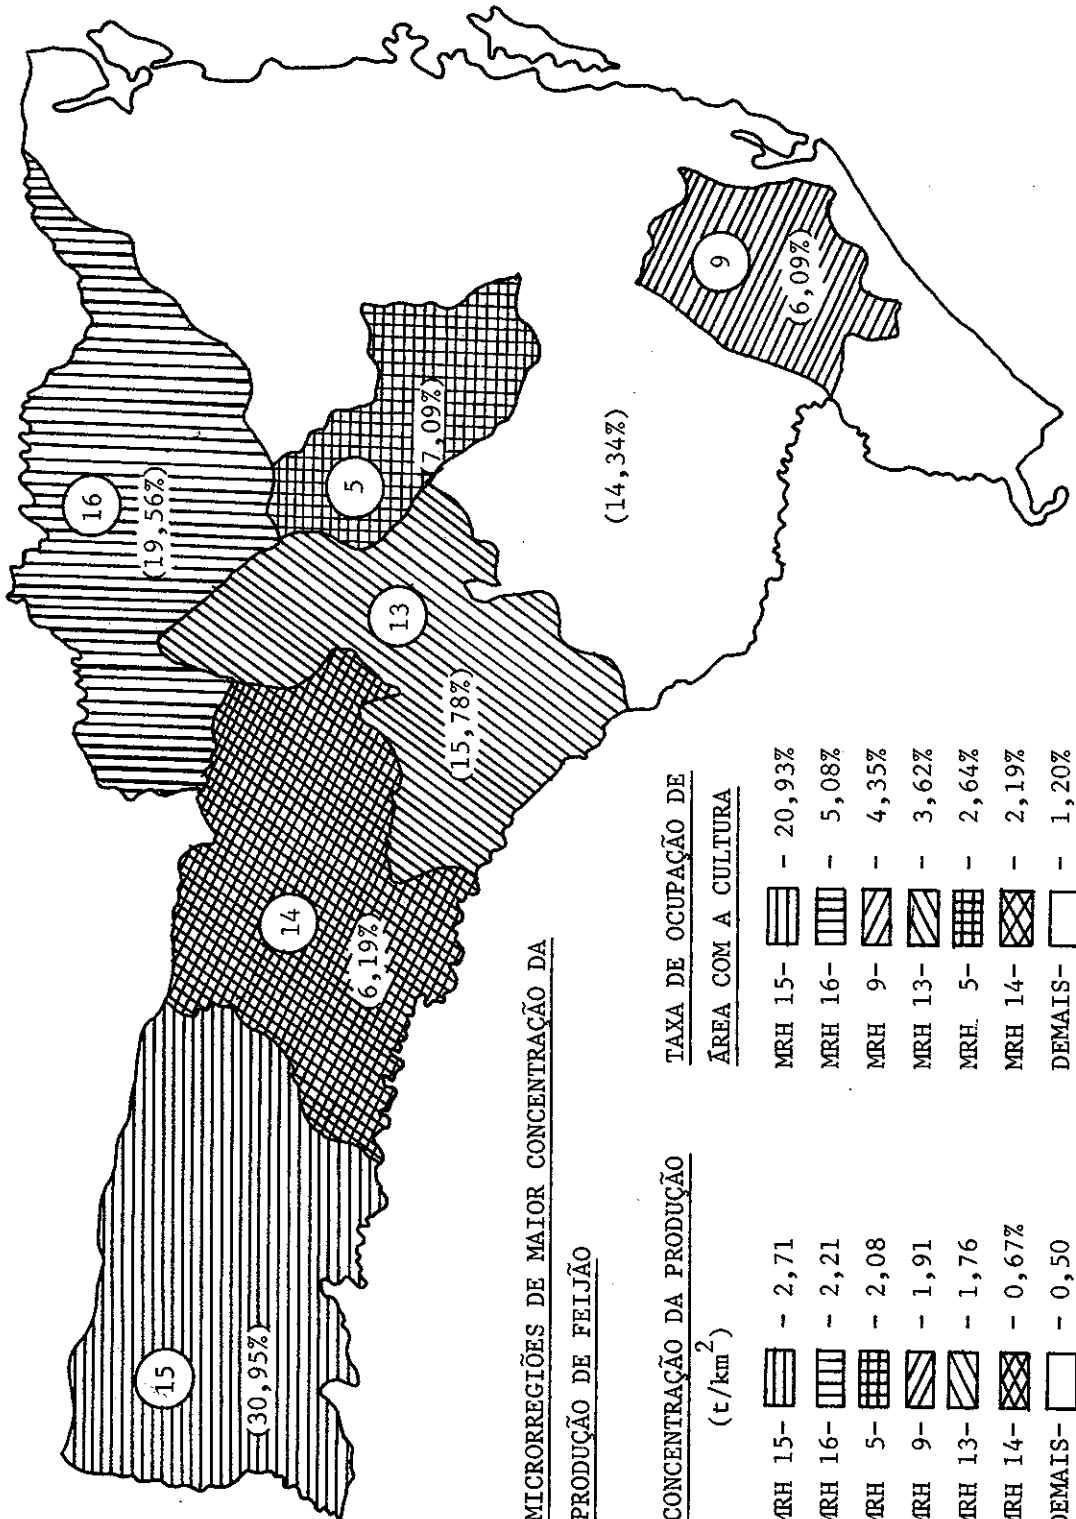 16
(19,56%)
5
(7,09%)
9
(6,09%)
13
(15,78%)
(14,34%)
14
6,19%)
15
(30,95%)
MICRORREGIÕES DE MAIOR CONCENTRAÇÃO DA
PRODUÇÃO DE FEIJÃO
CONCENTRAÇÃO DA PRODUÇÃO
(t/km²)
MRH 15- - 2,71
MRH 16- - 2,21
MRH 5- - 2,08
MRH 9- - 1,91
MRH 13- - 1,76
MRH 14- - 0,67%
DEMAIS- - 0,50
TAXA DE OCUPAÇÃO DE
ÁREA COM A CULTURA
MRH 15- - 20,93%
MRH 16- - 5,08%
MRH 9- - 4,35%
MRH 13- - 3,62%
MRH. 5- - 2,64%
MRH 14- - 2,19%
DEMAIS- - 1,20%